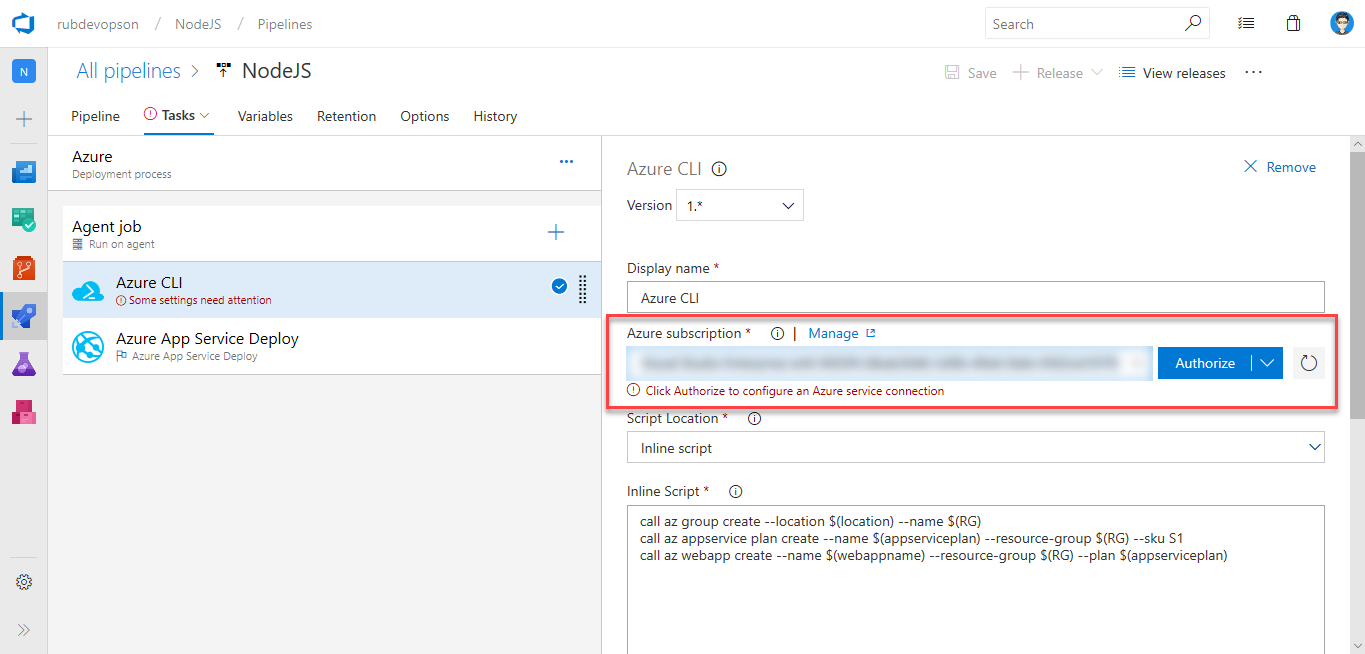 rubdevopson / NodeJS / Pipelines
Search
N
All pipelines > NodeJS
Save
Release
View releases
Pipeline
Tasks
Variables
Retention
Options
History
Azure
Deployment process
Agent job
Run on agent
Azure CLI
Some settings need attention
Azure App Service Deploy
Azure App Service Deploy
Azure CLI
Remove
Version 1.*
Display name *
Azure CLI
Azure subscription * | Manage
Authorize
Click Authorize to configure an Azure service connection
Script Location *
Inline script
Inline Script *
call az group create --location $(location) --name $(RG)
call az appservice plan create --name $(appserviceplan) --resource-group $(RG) --sku S1
call az webapp create --name $(webappname) --resource-group $(RG) --plan $(appserviceplan)